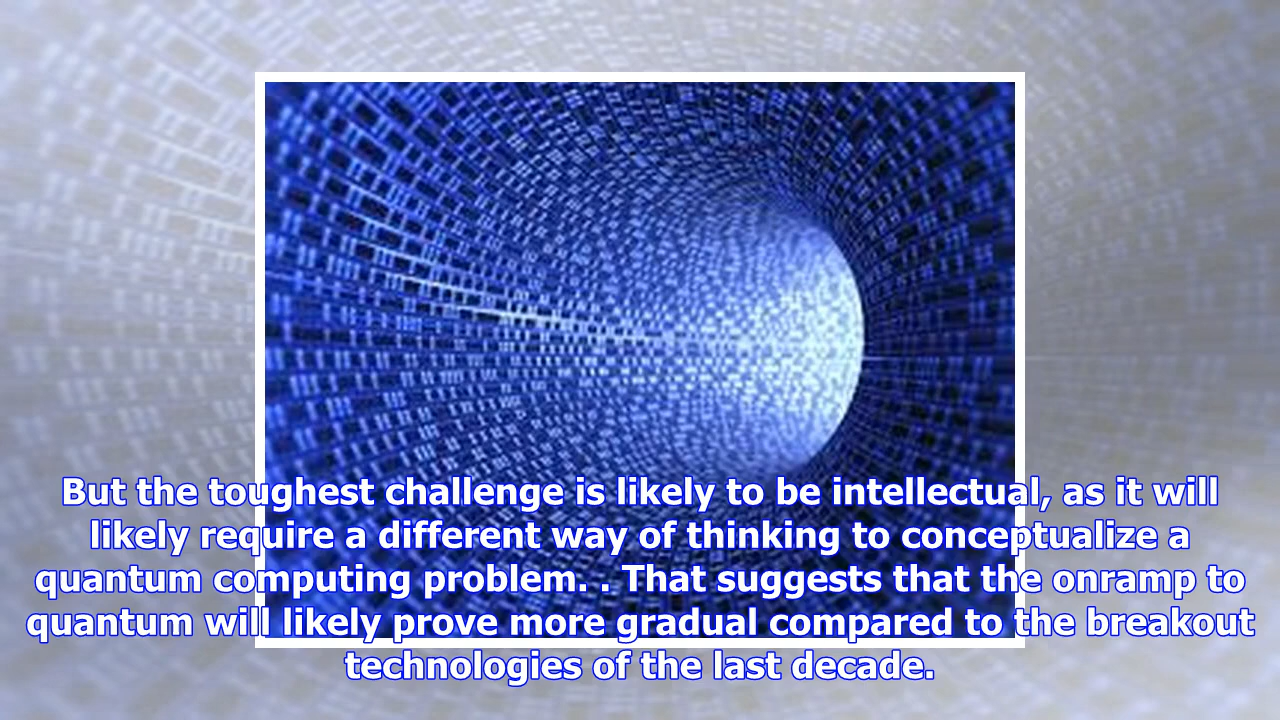 But the toughest challenge is likely to be intellectual, as it will
likely require a different way of thinking to conceptualize a
quantum computing problem. . That suggests that the onramp to
quantum will likely prove more gradual compared to the breakout
technologies of the last decade.